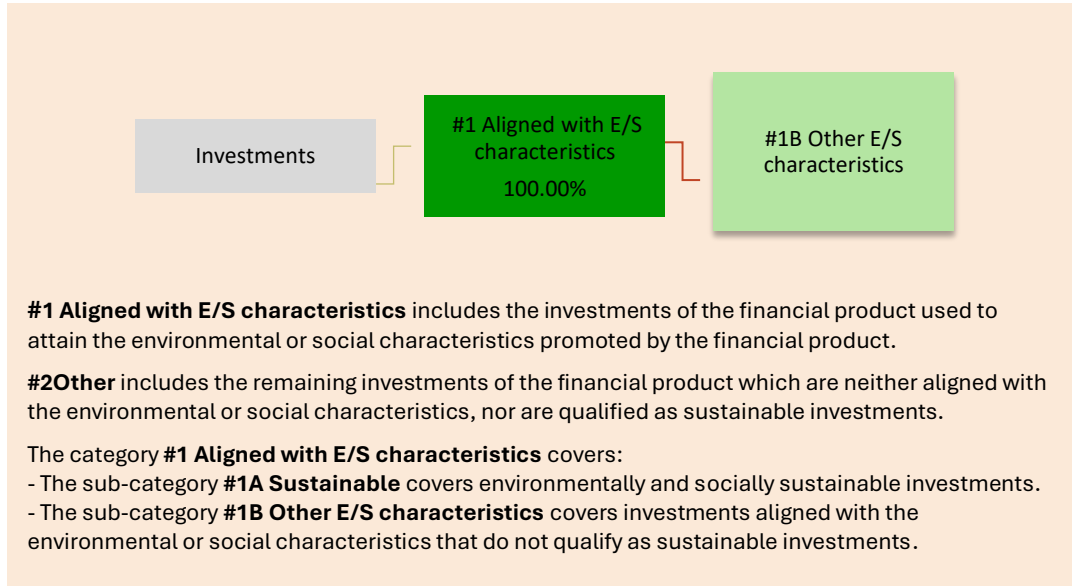 Investments
#1 Aligned with E/S
characteristics
100.00%
#1B Other E/S
characteristics
#1 Aligned with E/S characteristics includes the investments of the financial product used to
attain the environmental or social characteristics promoted by the financial product.
#2Other includes the remaining investments of the financial product which are neither aligned with
the environmental or social characteristics, nor are qualified as sustainable investments.
The category #1 Aligned with E/S characteristics covers:
- The sub-category #1A Sustainable covers environmentally and socially sustainable investments.
- The sub-category #1B Other E/S characteristics covers investments aligned with the
environmental or social characteristics that do not qualify as sustainable investments.